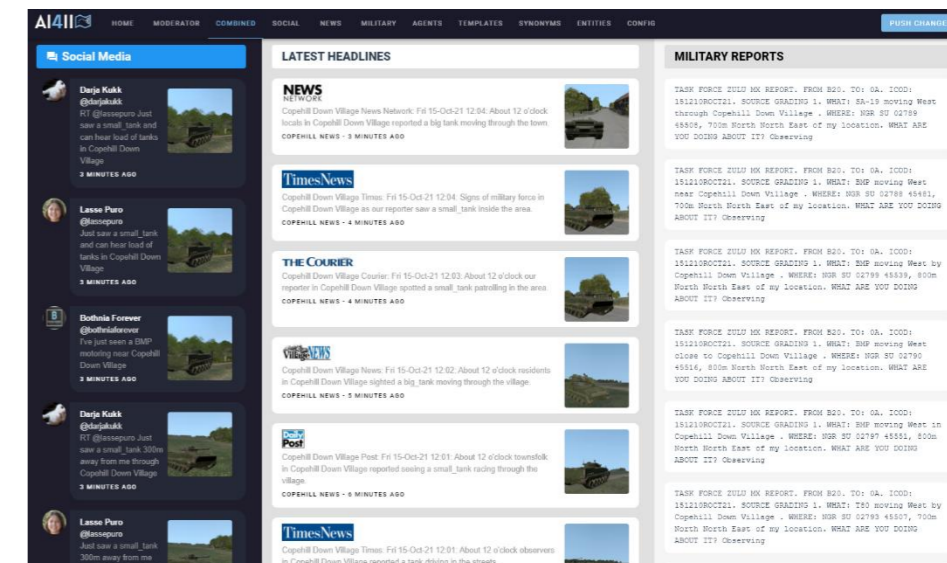 AI4II
HOME MODERATOR COMBINED SOCIAL NEWS MILITARY AGENTS TEMPLATES SYNONYMS ENTITIES CONFIG
PUSH CHANGE
Social Media
Darja Kukk
@darjakukk
RT @lassepuro Just
saw a small_tank and
can hear load of tanks
in Copehill Down
Village
3 MINUTES AGO
Lasse Puro
@lassepuro
Just saw a small_tank
and can hear load of
tanks in Copehill Down
Village
3 MINUTES AGO
Bothnia Forever
@bothniaforever
I've just seen a BMP
motoring near Copehill
Down Village
3 MINUTES AGO
Darja Kukk
@darjakukk
RT @lassepuro Just
saw a small_tank 300m
away from me through
Copehill Down Village
3 MINUTES AGO
Lasse Puro
@lassepuro
Just saw a small_tank
300m away from me
LATEST HEADLINES
NEWS
NETWORK
Copehill Down Village News Network: Fri 15-Oct-21 12:04: About 12 o'clock
locals in Copehill Down Village reported a big tank moving through the town.
COPEHILL NEWS - 3 MINUTES AGO
TimesNews
Copehill Down Village Times: Fri 15-Oct-21 12:04: Signs of military force in
Copehill Down Village as our reporter saw a small_tank inside the area.
COPEHILL NEWS - 4 MINUTES AGO
THE COURIER
Copehill Down Village Courier: Fri 15-Oct-21 12:03: About 12 o'clock our
reporter in Copehill Down Village spotted a small_tank patrolling in the area
COPEHILL NEWS - 4 MINUTES AGO
Village NEWS
Copehill Down Village News: Fri 15-Oct-21 12:02: About 12 o'clock residents
in Copehill Down Village sighted a big_tank moving through the village
COPEHILL NEWS - 5 MINUTES AGO
Daily
Post
Copehill Down Village Post: Fri 15-Oct-21 12:01: About 12 o'clock townsfolk
in Copehill Down Village reported seeing a small_tank racing through the
village
COPEHILL NEWS - 6 MINUTES AGO
TimesNews
Copehill Down Village Times: Fri 15-Oct-21 12:01: About 12 o'clock observers
in Copehill Down Village reported a tank driving in the streets
MILITARY REPORTS
TASK FORCE ZULU MX REPORT. FROM B20. TO: 0A. ICOD:
151210ROCT21. SOURCE GRADING 1. WHAT: SA-19 moving West
through Copehill Down Village . WHERE: NGR SU 02789
45508, 700m North North East of my location. WHAT ARE
YOU DOING ABOUT IT? Observing
TASK FORCE ZULU MX REPORT. FROM B20. TO: 0A. ICOD:
151210ROCT21. SOURCE GRADING 1. WHAT: BMP moving West
near Copehill Down Village . WHERE: NGR SU 02788 45481,
700m North North East of my location. WHAT ARE YOU DOING
ABOUT IT? Observing
TASK FORCE ZULU MX REPORT. FROM B20. TO: 0A. ICOD:
151210ROCT21. SOURCE GRADING 1. WHAT: BMP moving West by
Copehill Down Village . WHERE: NGR SU 02799 45539, 800m
North North East of my location. WHAT ARE YOU DOING
ABOUT IT? Observing
TASK FORCE ZULU MX REPORT. FROM B20. TO: 0A. ICOD:
151210ROCT21. SOURCE GRADING 1. WHAT: BMP moving West
close to Copehill Down Village . WHERE: NGR SU 02790
45516, 800m North North East of my location. WHAT ARE
YOU DOING ABOUT IT? Observing
TASK FORCE ZULU MX REPORT. FROM B20. TO: 0A. ICOD:
151210ROCT21. SOURCE GRADING 1. WHAT: BMP moving West in
Copehill Down Village . WHERE: NGR SU 02797 45551, 800m
North North East of my location. WHAT ARE YOU DOING
ABOUT IT? Observing
TASK FORCE ZULU MX REPORT. FROM B20. TO: 0A. ICOD:
151210ROCT21. SOURCE GRADING 1. WHAT: T80 moving West by
Copehill Down Village . WHERE: NGR SU 02793 45507, 700m
North North East of my location. WHAT ARE YOU DOING
ABOUT IT? Observing